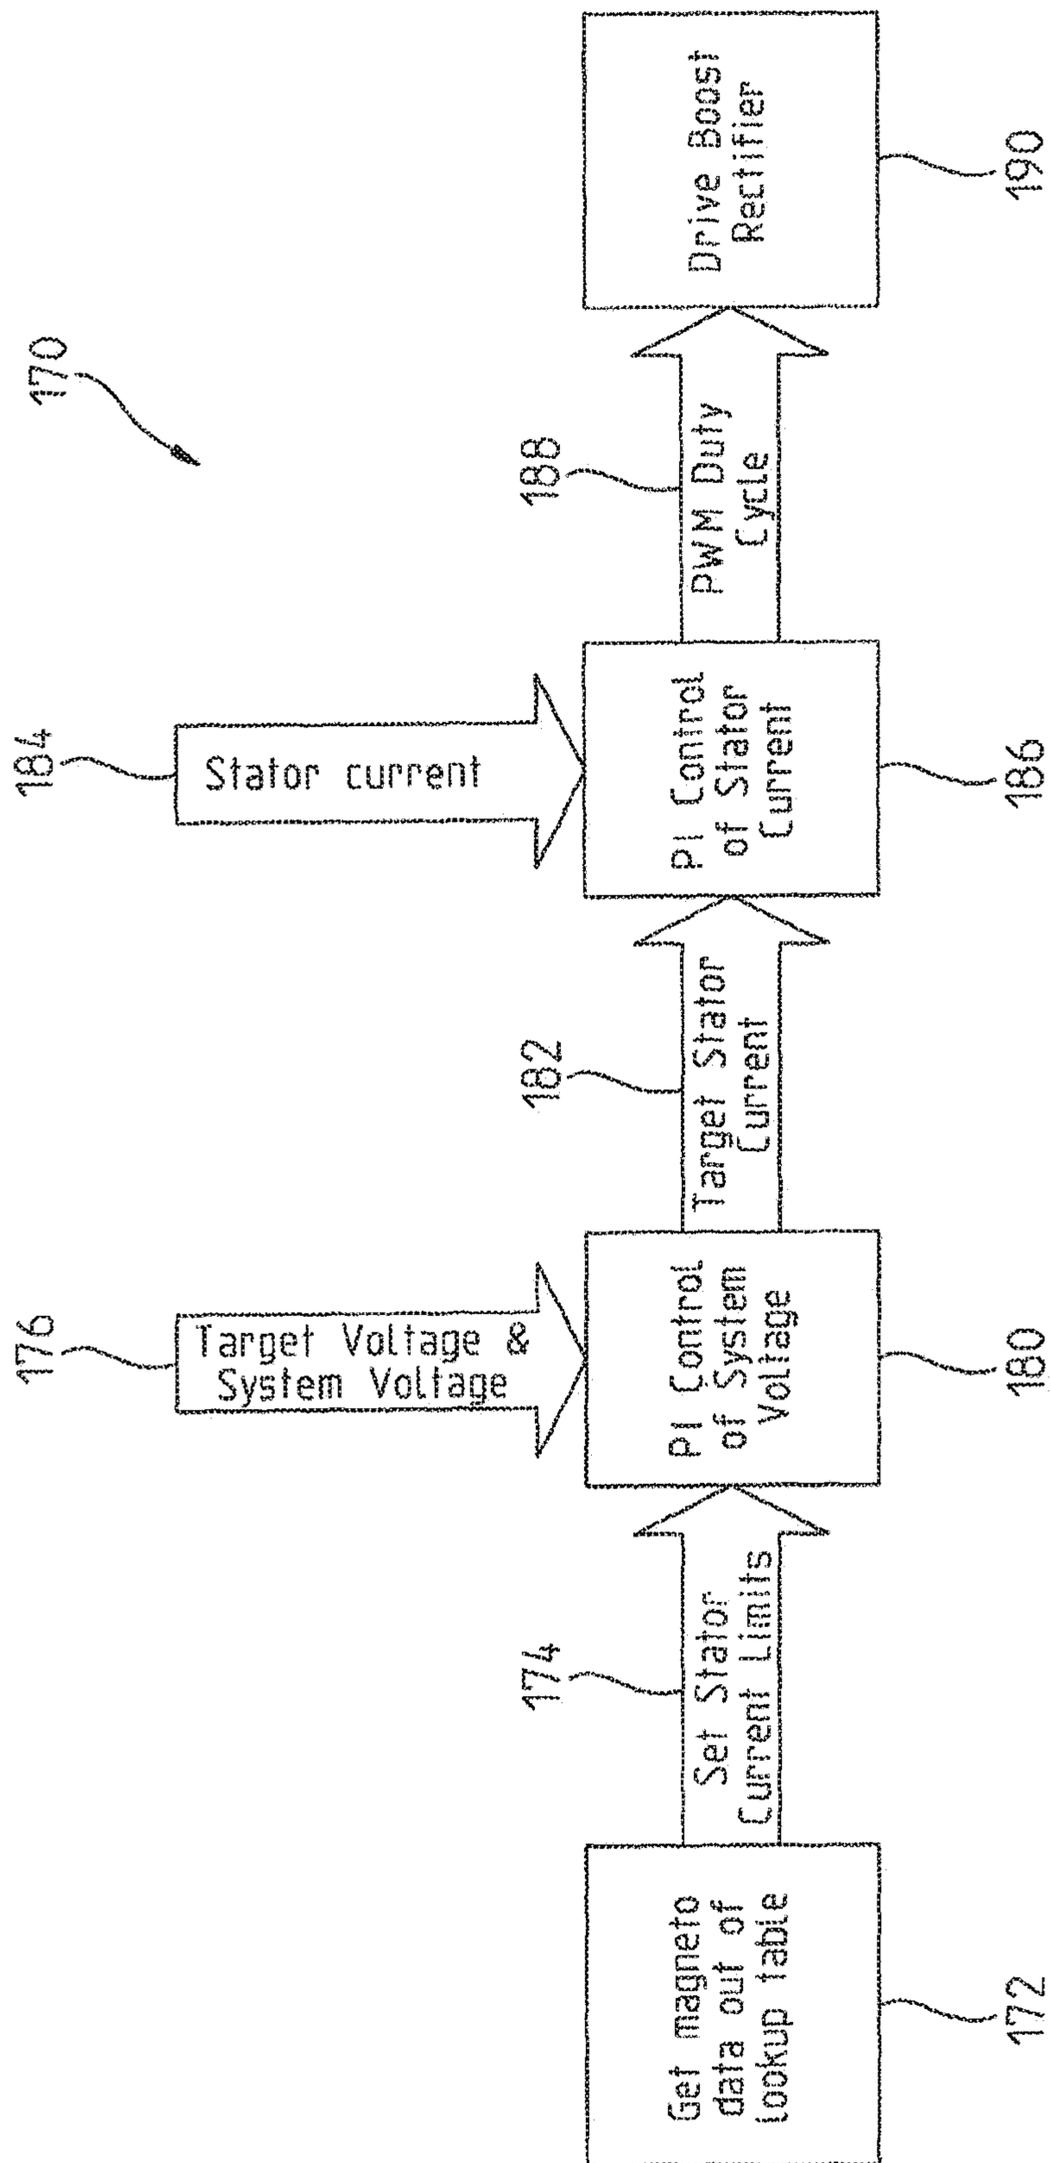 170
172
Get magneto
data out of
lookup table
174
Set Stator
Current Limits
176
Target Voltage &
System Voltage
180
PI Control
of System
Voltage
182
Target Stator
Current
184
Stator current
186
PI Control
of Stator
Current
188
PWM Duty
Cycle
190
Drive Boost
Rectifier